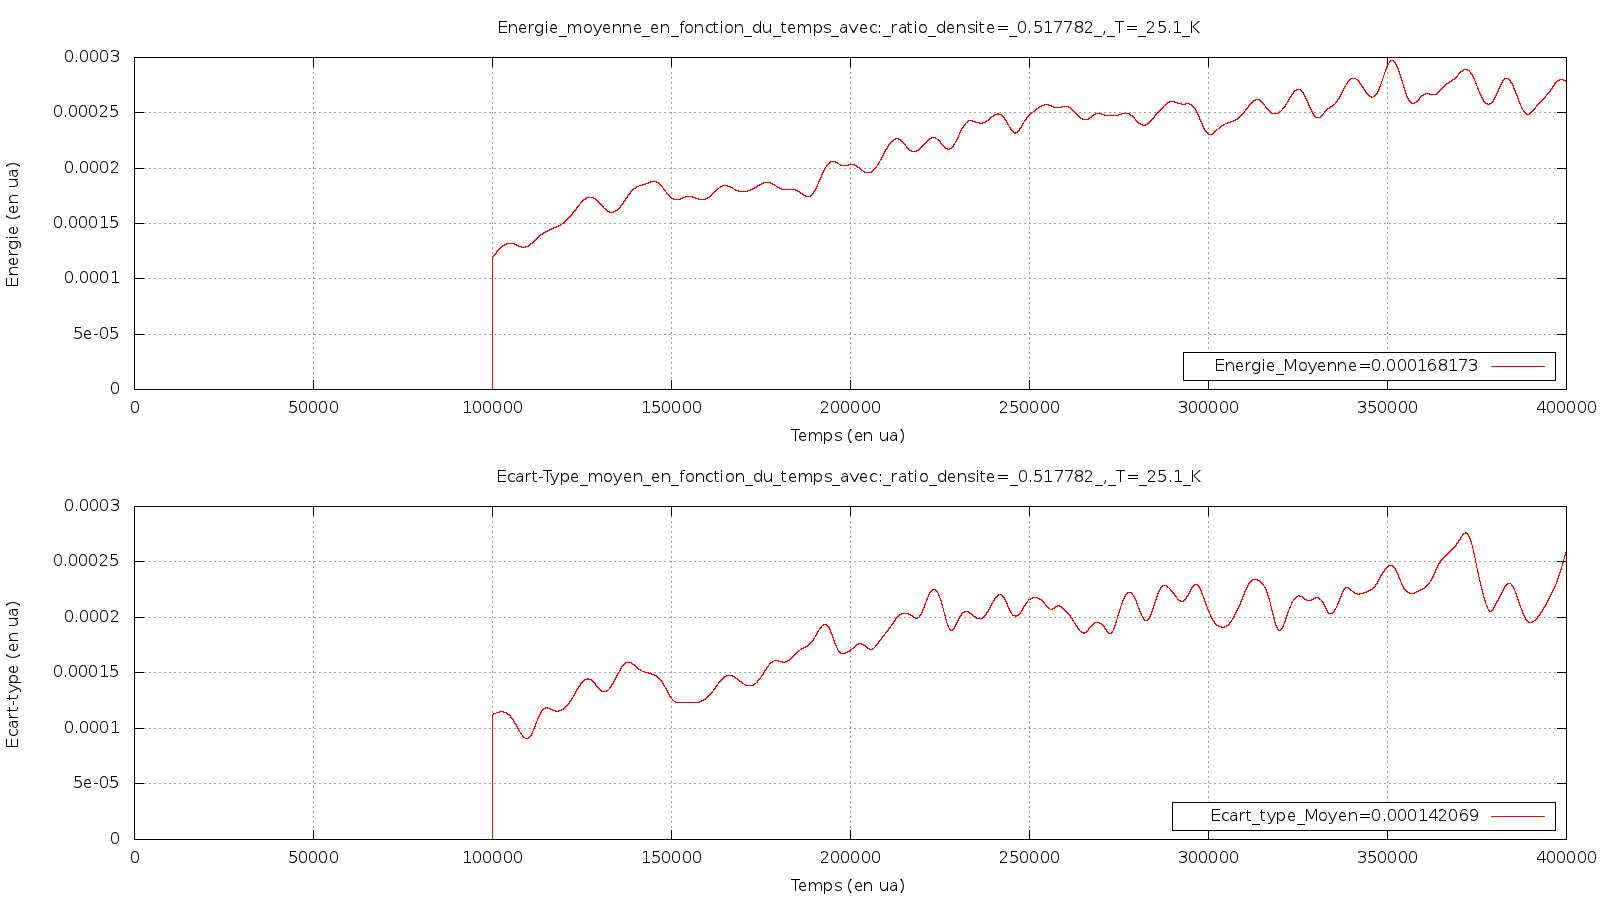 Energie_moyenne_en_fonction_du_temps_avec:_ratio_densite=_0.517782_,_T=_25.1_K
0.0003
0.00025
0.0002
0.00015
0.0001
5e-05
0
Energie (en ua)
Energie_Moyenne=0.000168173
0 50000 100000 150000 200000 250000 300000 350000 400000
Temps (en ua)
Ecart-Type_moyen_en_fonction_du_temps_avec:_ratio_densite=_0.517782_,_T=_25.1_K
0.0003
0.00025
0.0002
0.00015
0.0001
5e-05
0
Ecart-type (en ua)
Ecart_type_Moyen=0.000142069
0 50000 100000 150000 200000 250000 300000 350000 400000
Temps (en ua)